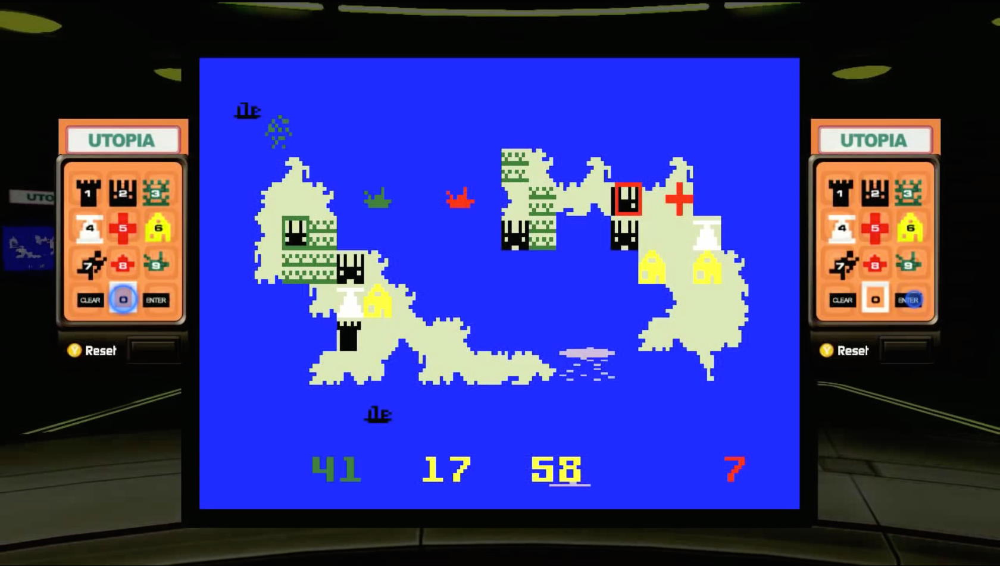 UTOPIA
1 2 3
4 5 6
7 8 9
CLEAR 0 ENTER
Y Reset
UTO
41 17 58 7
UTOPIA
1 2 3
4 5 6
7 8 9
CLEAR 0 ENTER
Y Reset